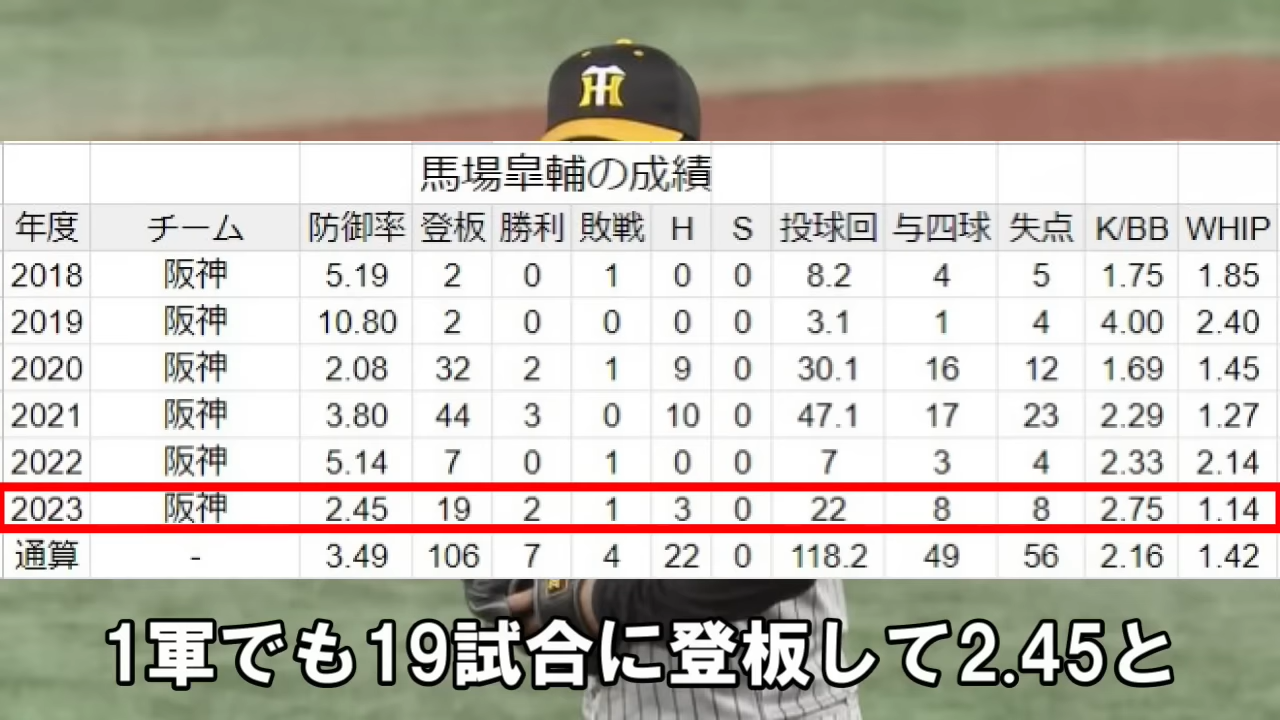 TH
馬場皐輔の成績
年度 チーム 防御率 登板 勝利 敗戦 H S 投球回 与四球 失点 K/BB WHIP
2018 阪神 5.19 2 0 1 0 0 8.2 4 5 1.75 1.85
2019 阪神 10.80 2 0 0 0 0 3.1 1 4 4.00 2.40
2020 阪神 2.08 32 2 1 9 0 30.1 16 12 1.69 1.45
2021 阪神 3.80 44 3 0 10 0 47.1 17 23 2.29 1.27
2022 阪神 5.14 7 0 1 0 0 7 3 4 2.33 2.14
2023 阪神 2.45 19 2 1 3 0 22 8 8 2.75 1.14
通算 - 3.49 106 7 4 22 0 118.2 49 56 2.16 1.42
1軍でも19試合に登板して2.45と